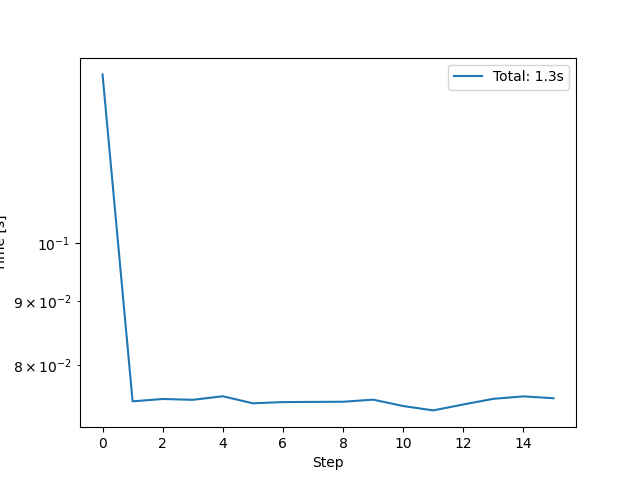 Total: 1.3s
Time [s]
10⁻¹
9 × 10⁻²
8 × 10⁻²
0 2 4 6 8 10 12 14
Step